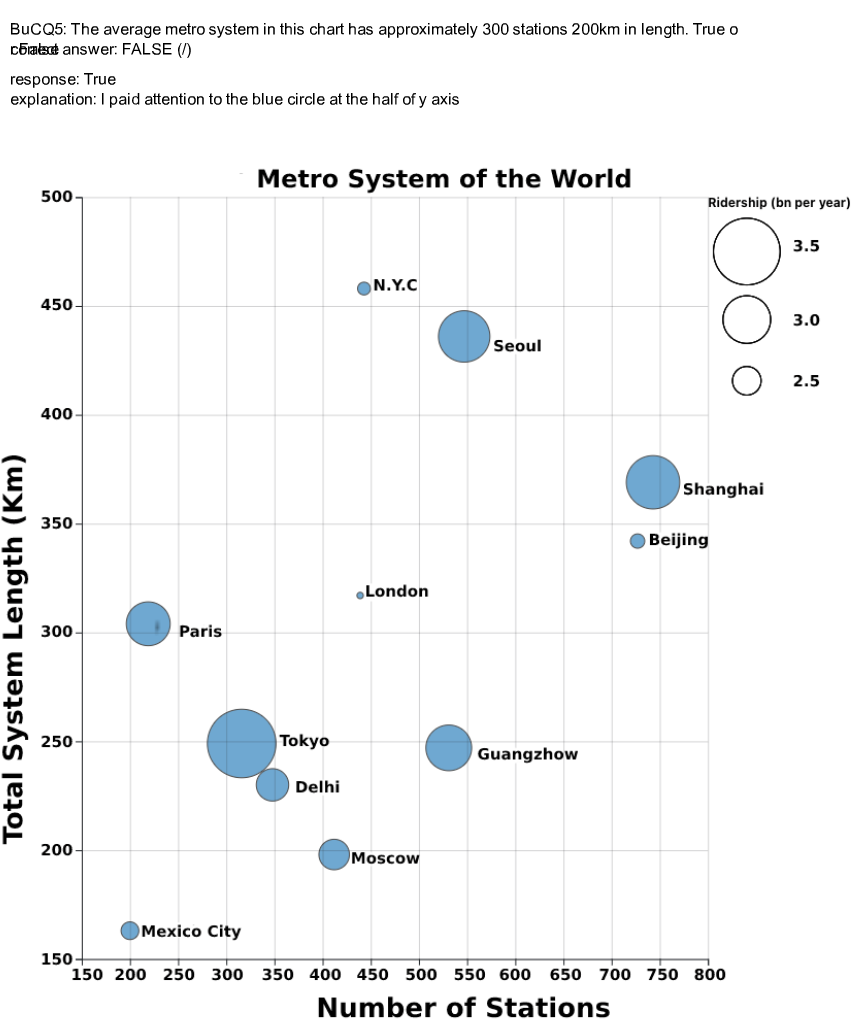 BuCQ5: The average metro system in this chart has approximately 300 stations 200km in length. True o
answer: FALSE (/)
response: True
explanation: I paid attention to the blue circle at the half of y axis
Metro System of the World
Ridership (bn per year)
3.5
3.0
2.5
500
450
400
350
300
250
200
150
Total System Length (Km)
N.Y.C
Seoul
Shanghai
Beijing
London
Paris
Tokyo
Guangzhow
Delhi
Moscow
Mexico City
150 200 250 300 350 400 450 500 550 600 650 700 750 800
Number of Stations